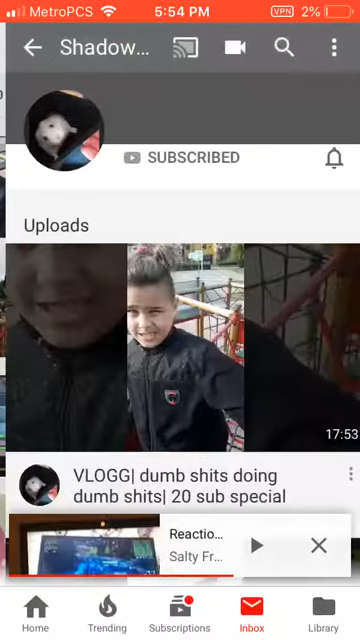 MetroPCS 5:54 PM VPN 2%
Shadow...
SUBSCRIBED
Uploads
17:53
VLOGG| dumb shits doing
dumb shits| 20 sub special
Reactio...
Salty Fr...
Home Trending Subscriptions Inbox Library